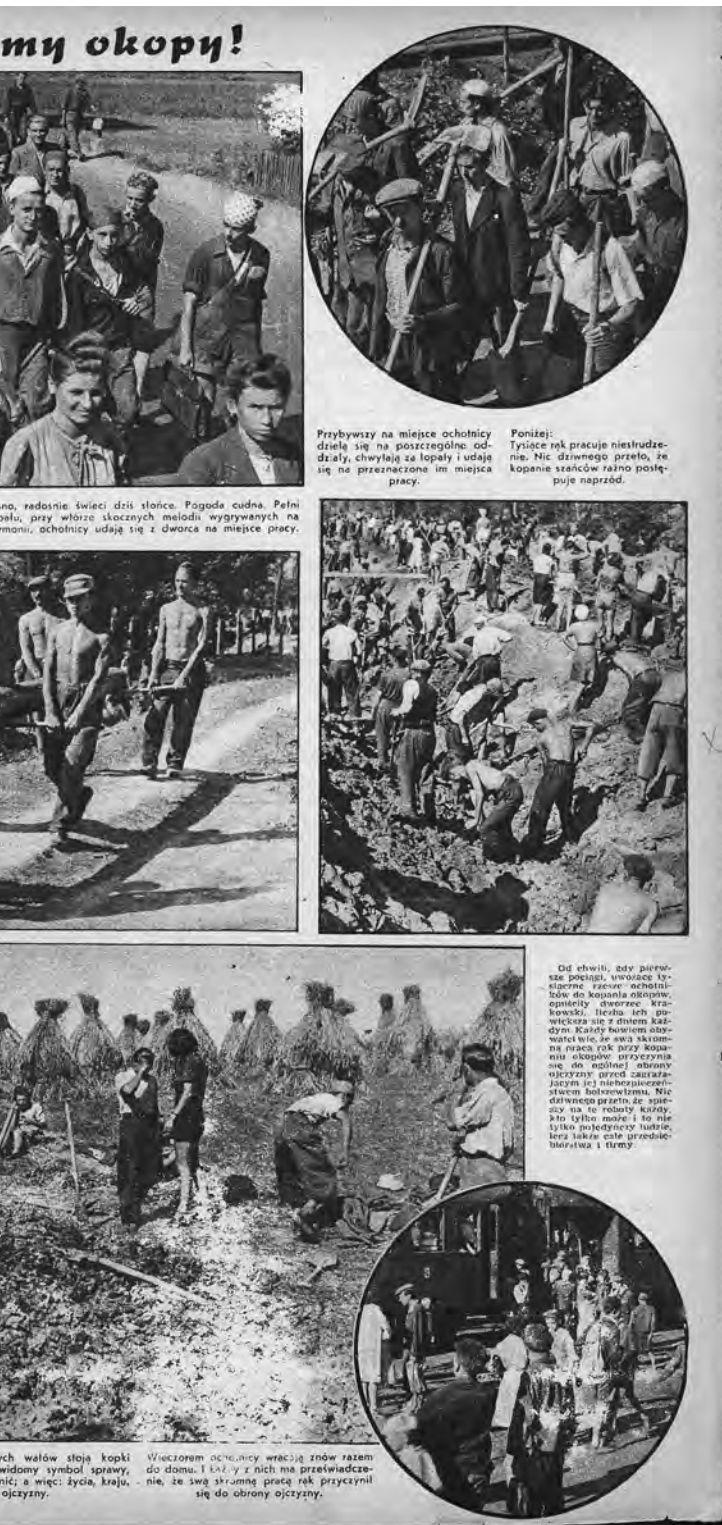 my okopy!
Przybywszy na miejsce ochotnicy
dzielą się na poszczególne od-
działy, chwytają za łopaty i udają
się na przeznaczone im miejsca
pracy.
Poniżej:
Tysiące rąk pracuje niestrudze-
nie. Nic dziwnego przeto, że
kopanie szańców raźno postę-
puje naprzód.
sno, radośnie świeci dziś słońce. Pogoda cudna. Pełni
pału, przy wtórze skocznych melodii wygrywanych na
rmonii, ochotnicy udają się z dworca na miejsce pracy.
Od chwili, gdy pierw-
sze pociągi, uwożące ty-
siączne rzesze ochotni-
ków do kopania okopów,
opuściły dworzec kra-
kowski, liczba ich po-
większa się z dniem każ-
dym. Każdy bowiem oby-
watel wie, że swą skrom-
ną pracą rąk przy kopa-
niu okopów przyczynia
się do ogólnej obrony
ojczyzny przed zagraża-
jącym jej niebezpieczeń-
stwem bolszewizmu. Nic
dziwnego przeto, że spie-
szy na te roboty każdy,
kto tylko może i to nie
tylko pojedyńczy ludzie,
lecz także całe przedsię-
biorstwa i firmy
ych wałów stoją kopki
widomy symbol sprawy,
nić; a więc: życia, kraju,
ojczyzny.
Wieczorem ochotnicy wracają znów razem
do domu. I każdy z nich ma przeświadcze-
nie, że swą skromną pracą rąk przyczynił
się do obrony ojczyzny.